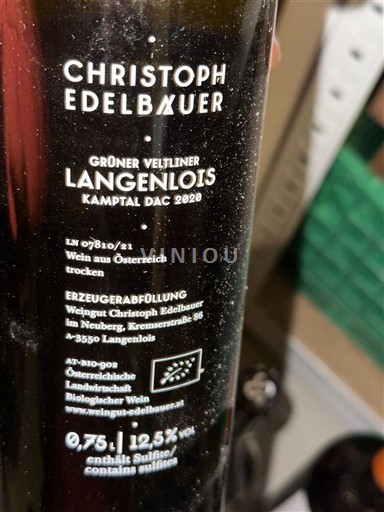 CHRISTOPH
EDELBAUER
GRÜNER VELTLINER
LANGENLOIS
KAMPTAL DAC 2020
LN 07810/21
Wein aus Österreich
trocken
VINIOU
ERZEUGERABFÜLLUNG
Weingut Christoph Edelbauer
im Neuberg, Kremserstraße 86
A-3550 Langenlois
AT-BIO-902
Österreichische
Landwirtschaft
Biologischer Wein
www.weingut-edelbauer.at
0,75 L | 12,5% VOL
enthält Sulfite/
contains sulfites